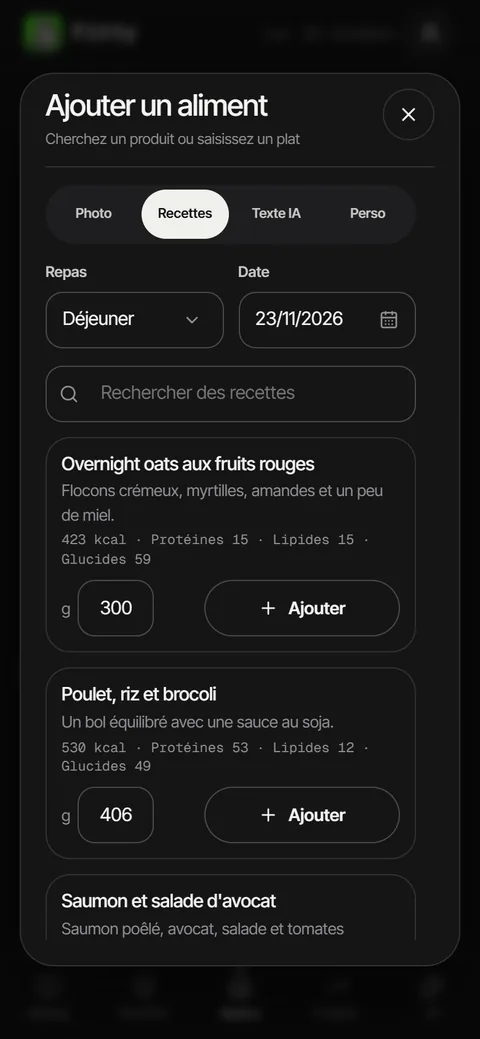 Ajouter un aliment
Cherchez un produit ou saisissez un plat
Photo
Recettes
Texte IA
Perso
Repas
Date
Déjeuner
23/11/2026
Rechercher des recettes
Overnight oats aux fruits rouges
Flocons crémeux, myrtilles, amandes et un peu
de miel.
423 kcal · Protéines 15 · Lipides 15 ·
Glucides 59
g
300
+ Ajouter
Poulet, riz et brocoli
Un bol équilibré avec une sauce au soja.
530 kcal · Protéines 53 · Lipides 12 ·
Glucides 49
g
406
+ Ajouter
Saumon et salade d'avocat
Saumon poêlé, avocat, salade et tomates